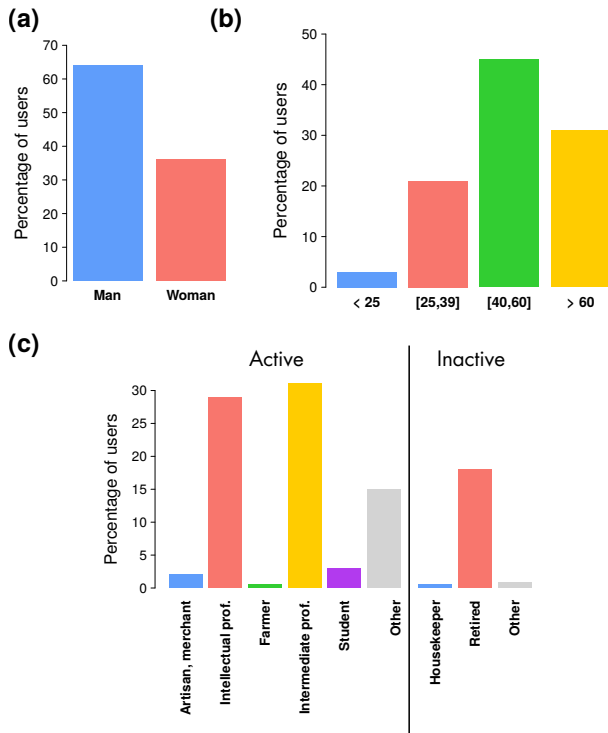 (a)
Percentage of users
70
60
50
40
30
20
10
0
Man Woman
(b)
Percentage of users
50
40
30
20
10
0
< 25 [25,39] [40,60] > 60
(c)
Active Inactive
Percentage of users
30
25
20
15
10
5
0
Artisan, merchant
Intellectual prof.
Farmer
Intermediate prof.
Student
Other
Housekeeper
Retired
Other